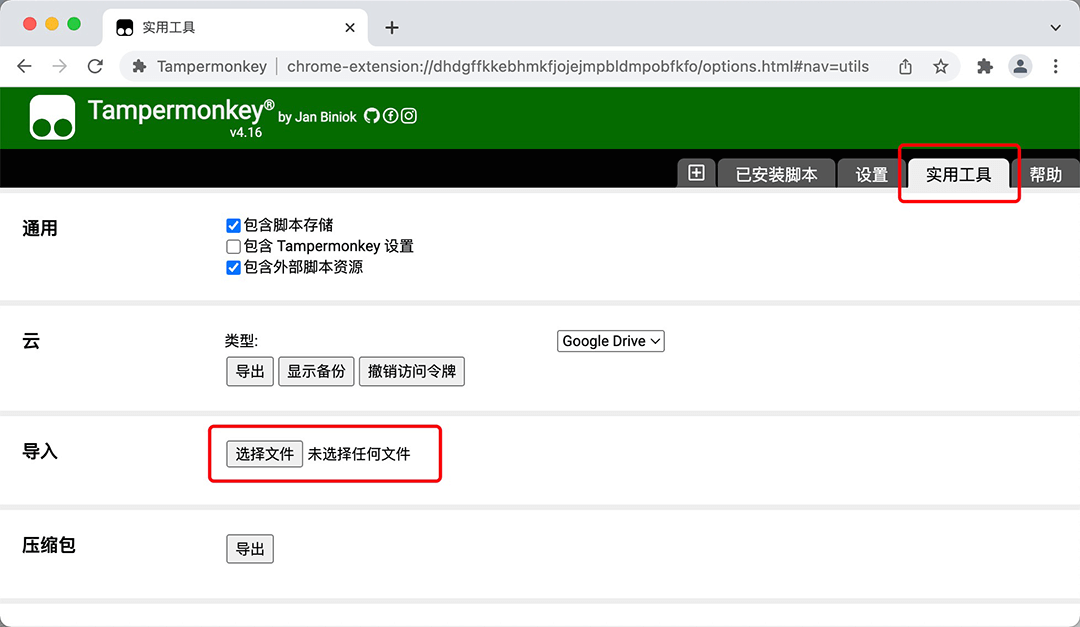 实用工具
Tampermonkey
chrome-extension://dhdgffkkebhmkfjojejmpbldmpobfkfo/options.html#nav=utils
Tampermonkey® by Jan Biniok
v4.16
已安装脚本 设置 实用工具 帮助
通用
包含脚本存储
包含 Tampermonkey 设置
包含外部脚本资源
云
类型:
Google Drive
导出 显示备份 撤销访问令牌
导入
选择文件 未选择任何文件
压缩包
导出